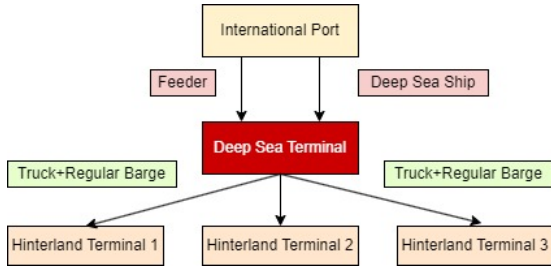 International Port
Feeder
Deep Sea Ship
Deep Sea Terminal
Truck+Regular Barge
Truck+Regular Barge
Hinterland Terminal 1
Hinterland Terminal 2
Hinterland Terminal 3